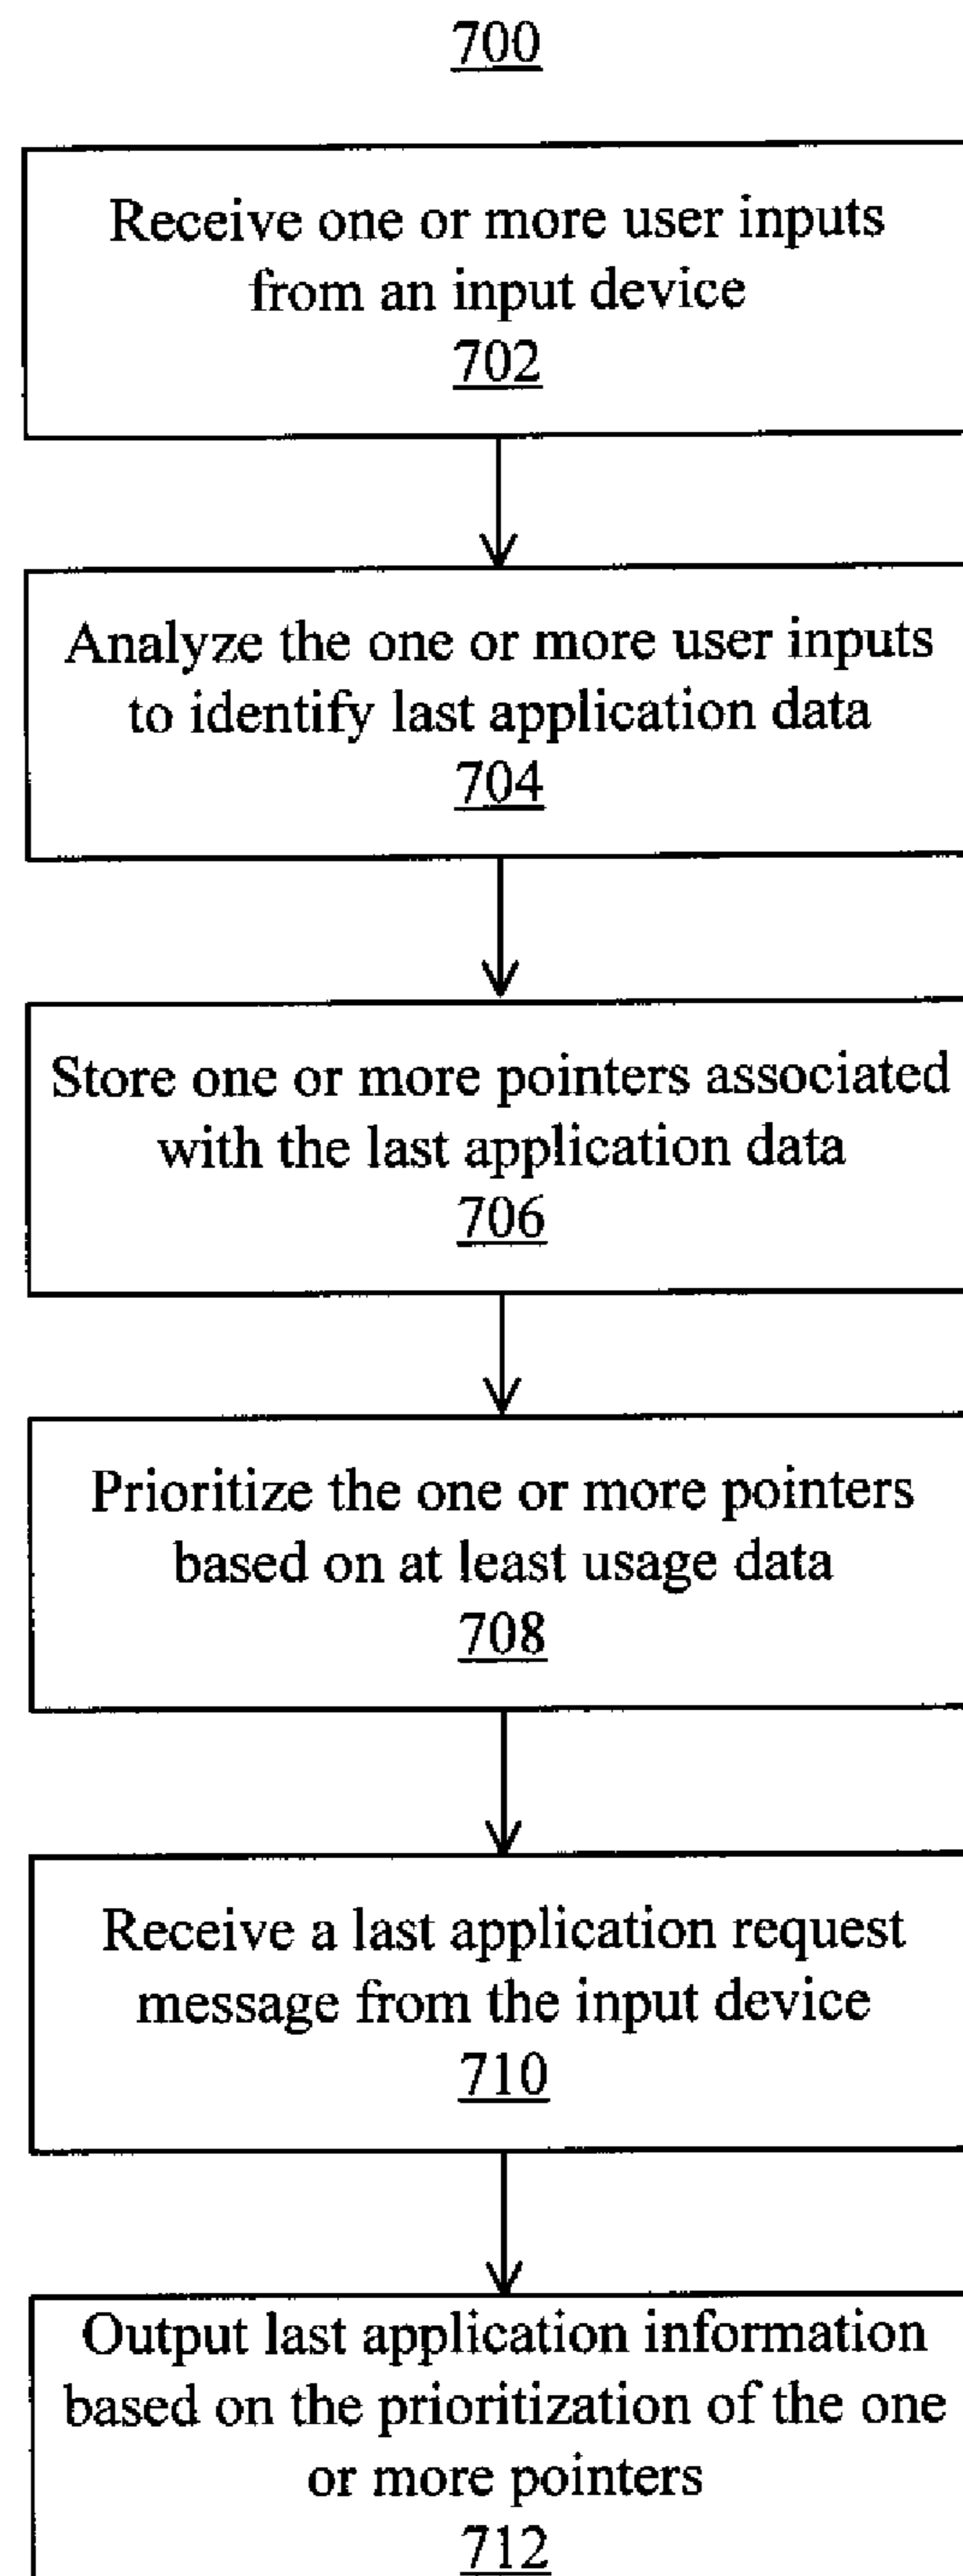 700
Receive one or more user inputs
from an input device
702
Analyze the one or more user inputs
to identify last application data
704
Store one or more pointers associated
with the last application data
706
Prioritize the one or more pointers
based on at least usage data
708
Receive a last application request
message from the input device
710
Output last application information
based on the prioritization of the one
or more pointers
712